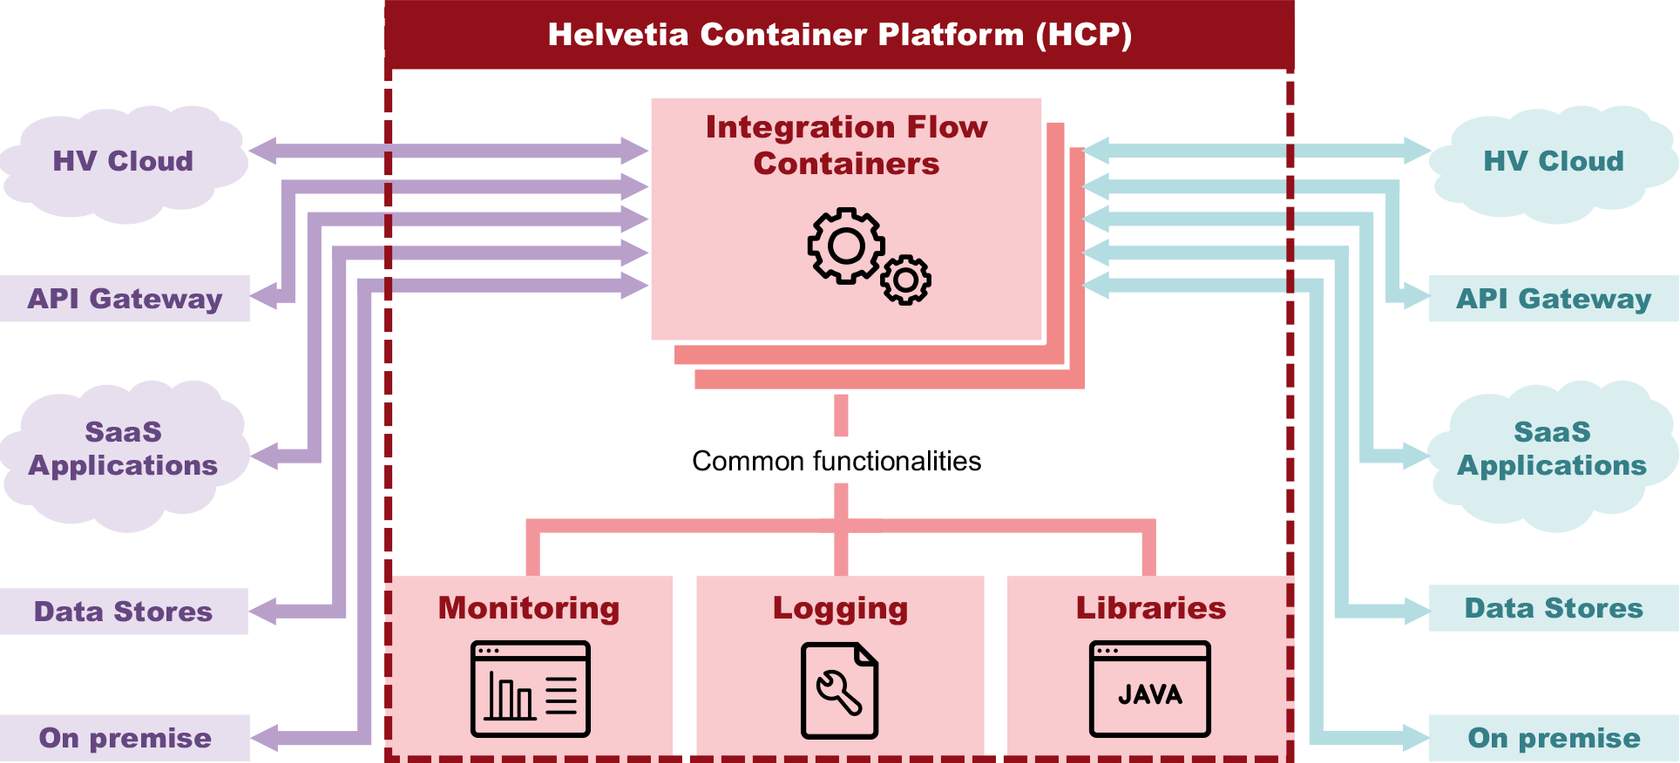 Helvetia Container Platform (HCP)
Integration Flow
Containers
HV Cloud
API Gateway
SaaS
Applications
Data Stores
On premise
HV Cloud
API Gateway
SaaS
Applications
Data Stores
On premise
Common functionalities
Monitoring
Logging
Libraries
JAVA